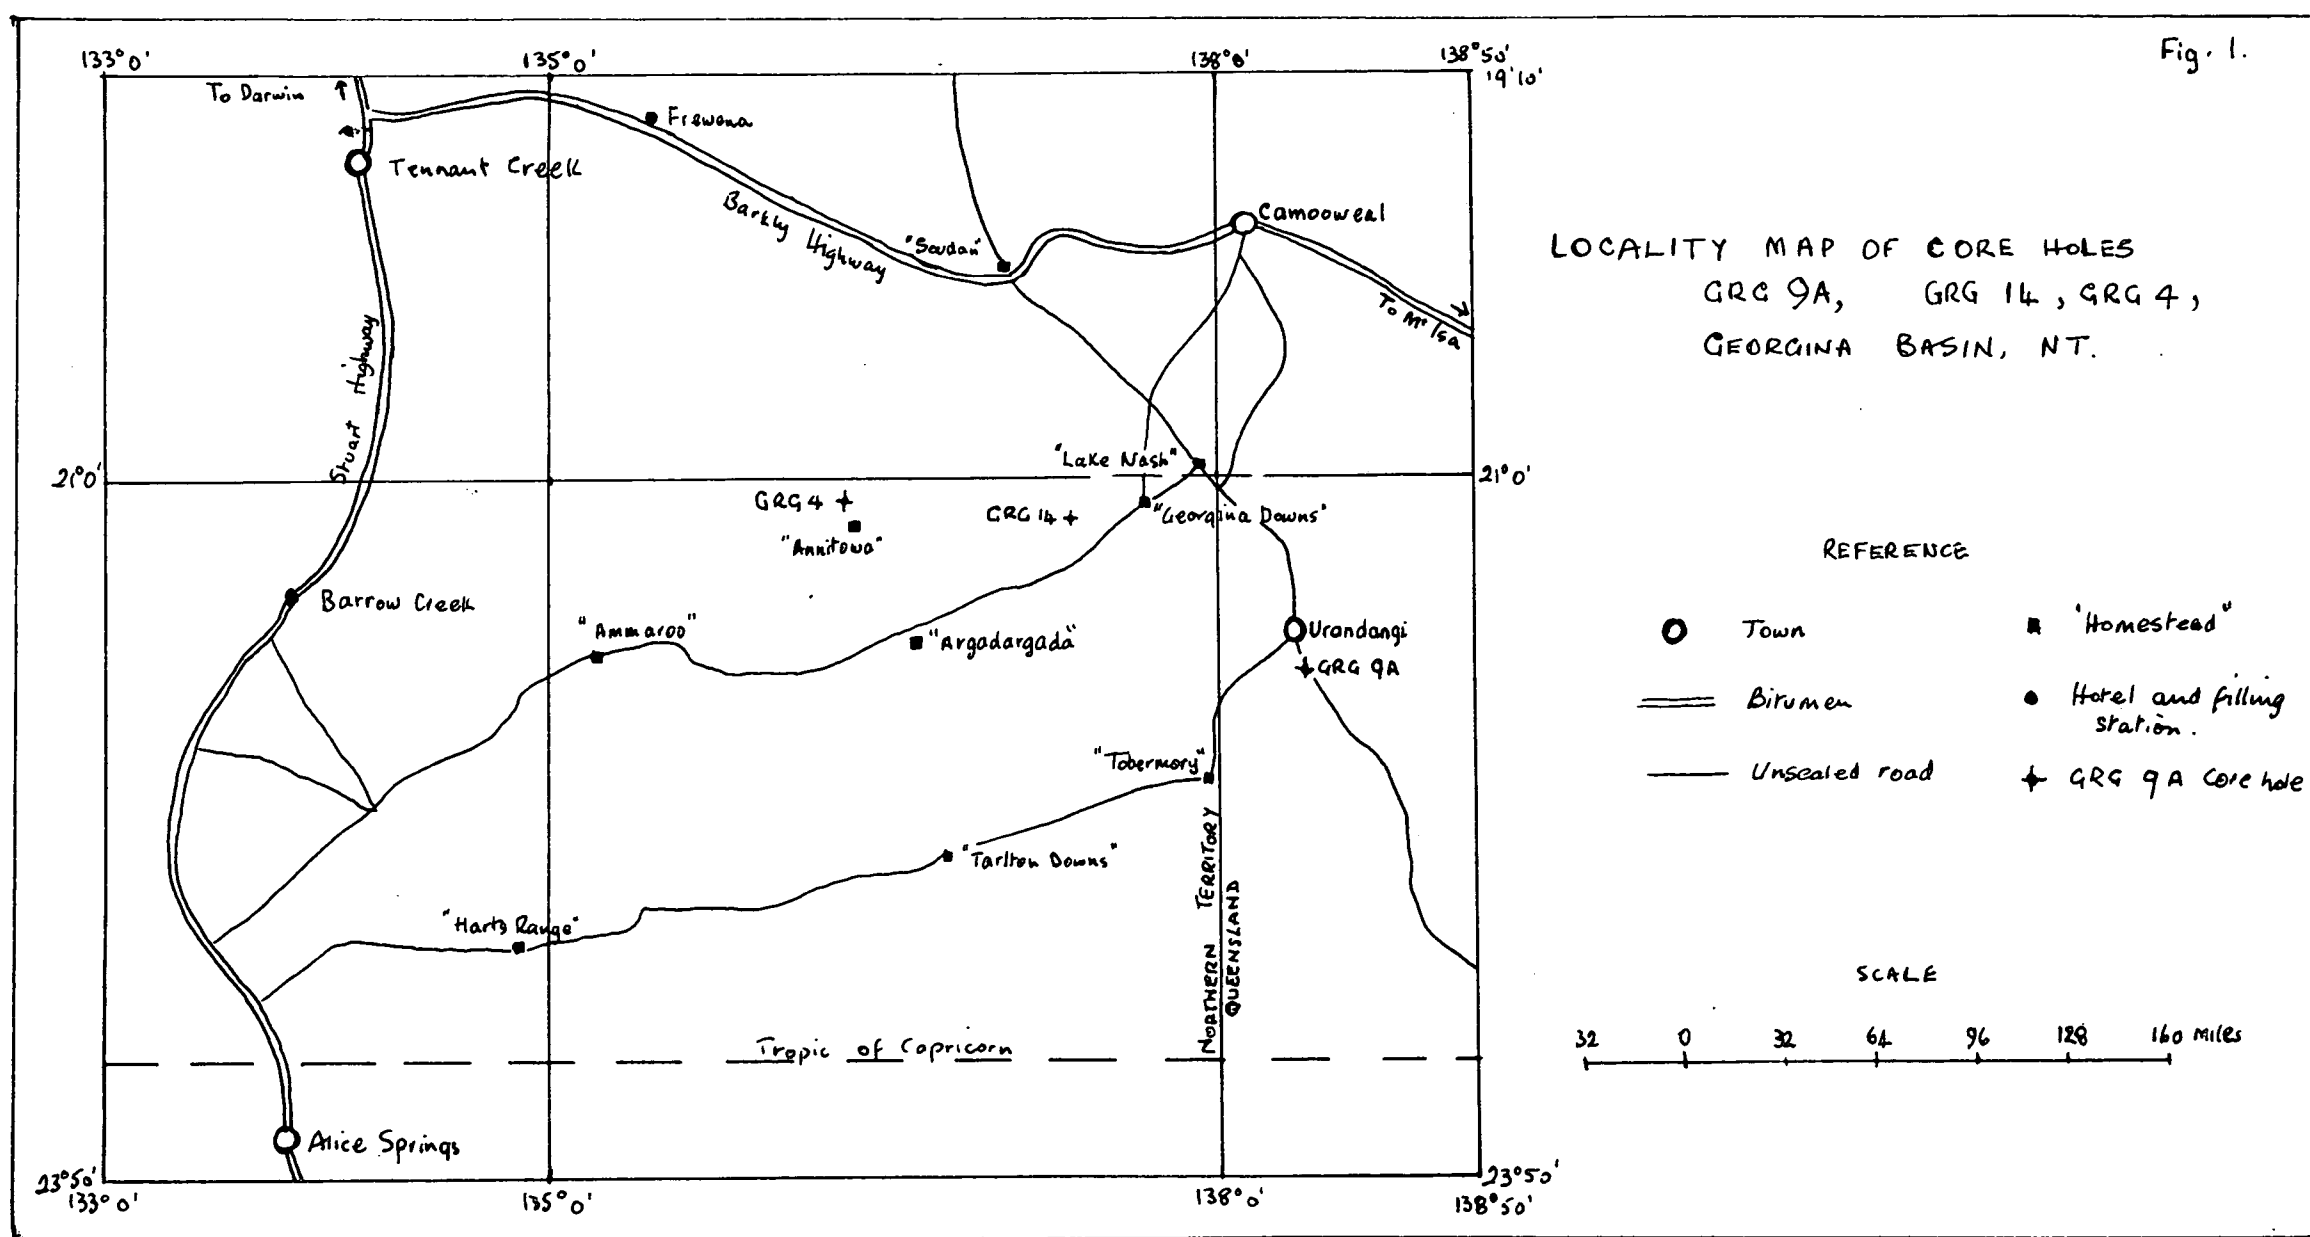 Fig. 1.
133°0'
135°0'
138°0'
138°50'
19°10'
To Darwin
Frewena
Tennant Creek
Barkly Highway
"Soudan"
Camooweal
To Mt Isa
Stuart Highway
LOCALITY MAP OF CORE HOLES
GRG 9A, GRG 14, GRG 4,
GEORGINA BASIN, NT.
21°0'
"Lake Nash"
21°0'
GRG 4
GRG 14
"Georgina Downs"
"Annitowa"
Barrow Creek
"Ammaroo"
"Argadargada"
Urandangi
GRG 9A
"Tobermory"
"Tarlton Downs"
"Harts Range"
NORTHERN TERRITORY
QUEENSLAND
Tropic of Capricorn
Alice Springs
23°50'
133°0'
135°0'
138°0'
23°50'
138°50'
REFERENCE
Town
"Homestead"
Bitumen
Hotel and filling
station.
Unsealed road
GRG 9A Core hole
SCALE
32 0 32 64 96 128 160 MILES